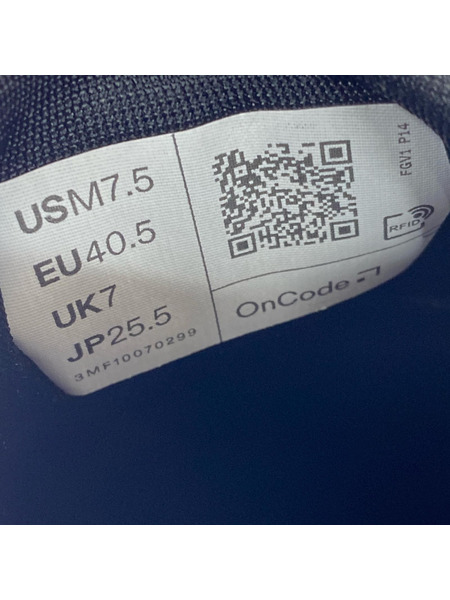 USM7.5
EU40.5
UK7
JP25.5
3MF10070299
OnCode
FGV1 P14
RFID